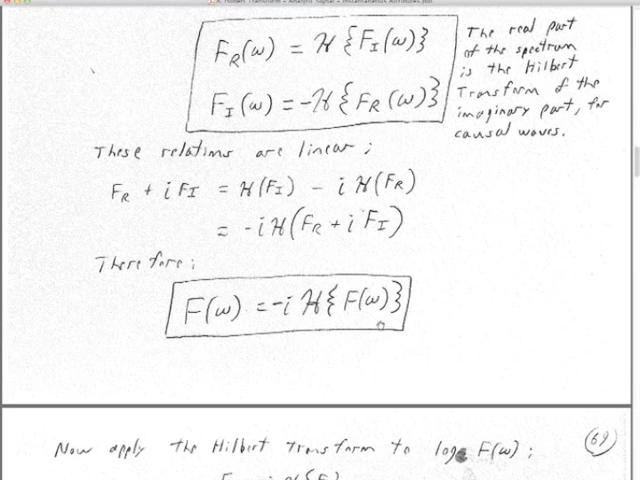 F_R(ω) = H{F_I(ω)}
F_I(ω) = -H{F_R(ω)}
The real part
of the spectrum
is the Hilbert
Transform of the
imaginary part, for
causal waves.
These relations are linear;
F_R + i F_I = H(F_I) - i H(F_R)
= -i H(F_R + i F_I)
Therefore;
F(ω) = -i H{F(ω)}
(69)
Now apply the Hilbert transform to log F(ω);